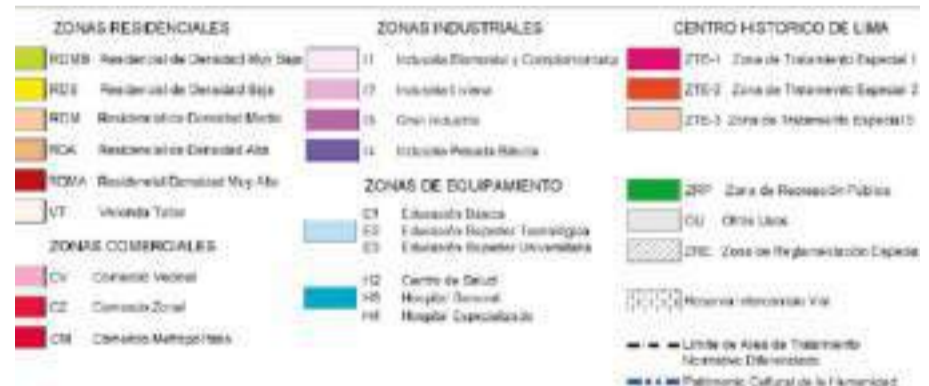 ZONAS RESIDENCIALES
RDMB Residencial de Densidad Muy Baja
RDB Residencial de Densidad Baja
RDM Residencial de Densidad Media
RDA Residencial de Densidad Alta
RDMA Residencial Densidad Muy Alta
VT Vivienda Taller
ZONAS COMERCIALES
CV Comercio Vecinal
CZ Comercio Zonal
CM Comercio Metropolitano
ZONAS INDUSTRIALES
I1 Industria Elemental y Complementaria
I2 Industria Liviana
I3 Gran Industria
I4 Industria Pesada Básica
ZONAS DE EQUIPAMIENTO
E1 Educación Básica
E2 Educación Superior Tecnológica
E3 Educación Superior Universitaria
H2 Centro de Salud
H3 Hospital General
H4 Hospital Especializado
CENTRO HISTORICO DE LIMA
ZTE-1 Zona de Tratamiento Especial 1
ZTE-2 Zona de Tratamiento Especial 2
ZTE-3 Zona de Tratamiento Especial 3
ZRP Zona de Recreación Pública
OU Otros Usos
ZRE Zona de Reglamentación Especial
Reserva Intercambio Vial
Limite de Area de Tratamiento
Normativo Diferenciado
Patrimonio Cultural de la Humanidad